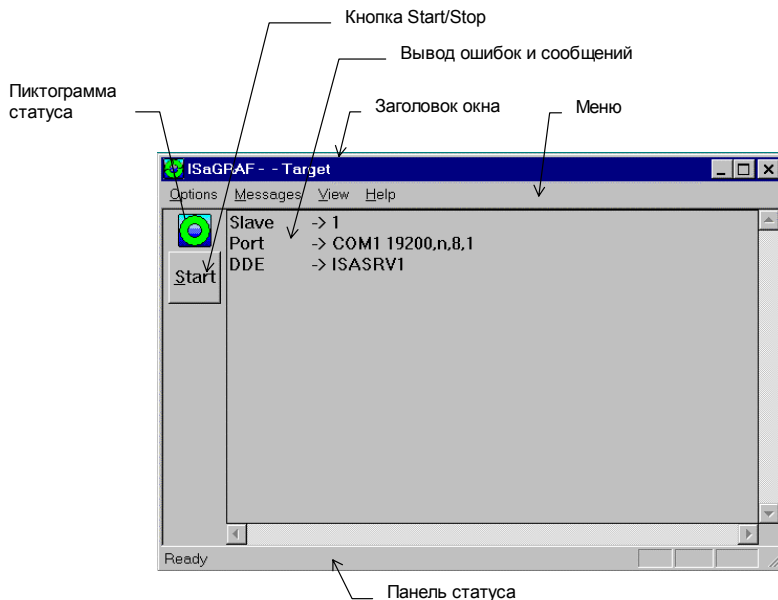 Кнопка Start/Stop
Вывод ошибок и сообщений
Пиктограмма
статуса
Заголовок окна
Меню
ISaGRAF - - Target
Options Messages View Help
Slave -> 1
Port -> COM1 19200,n,8,1
DDE -> ISASRV1
Start
Ready
Панель статуса